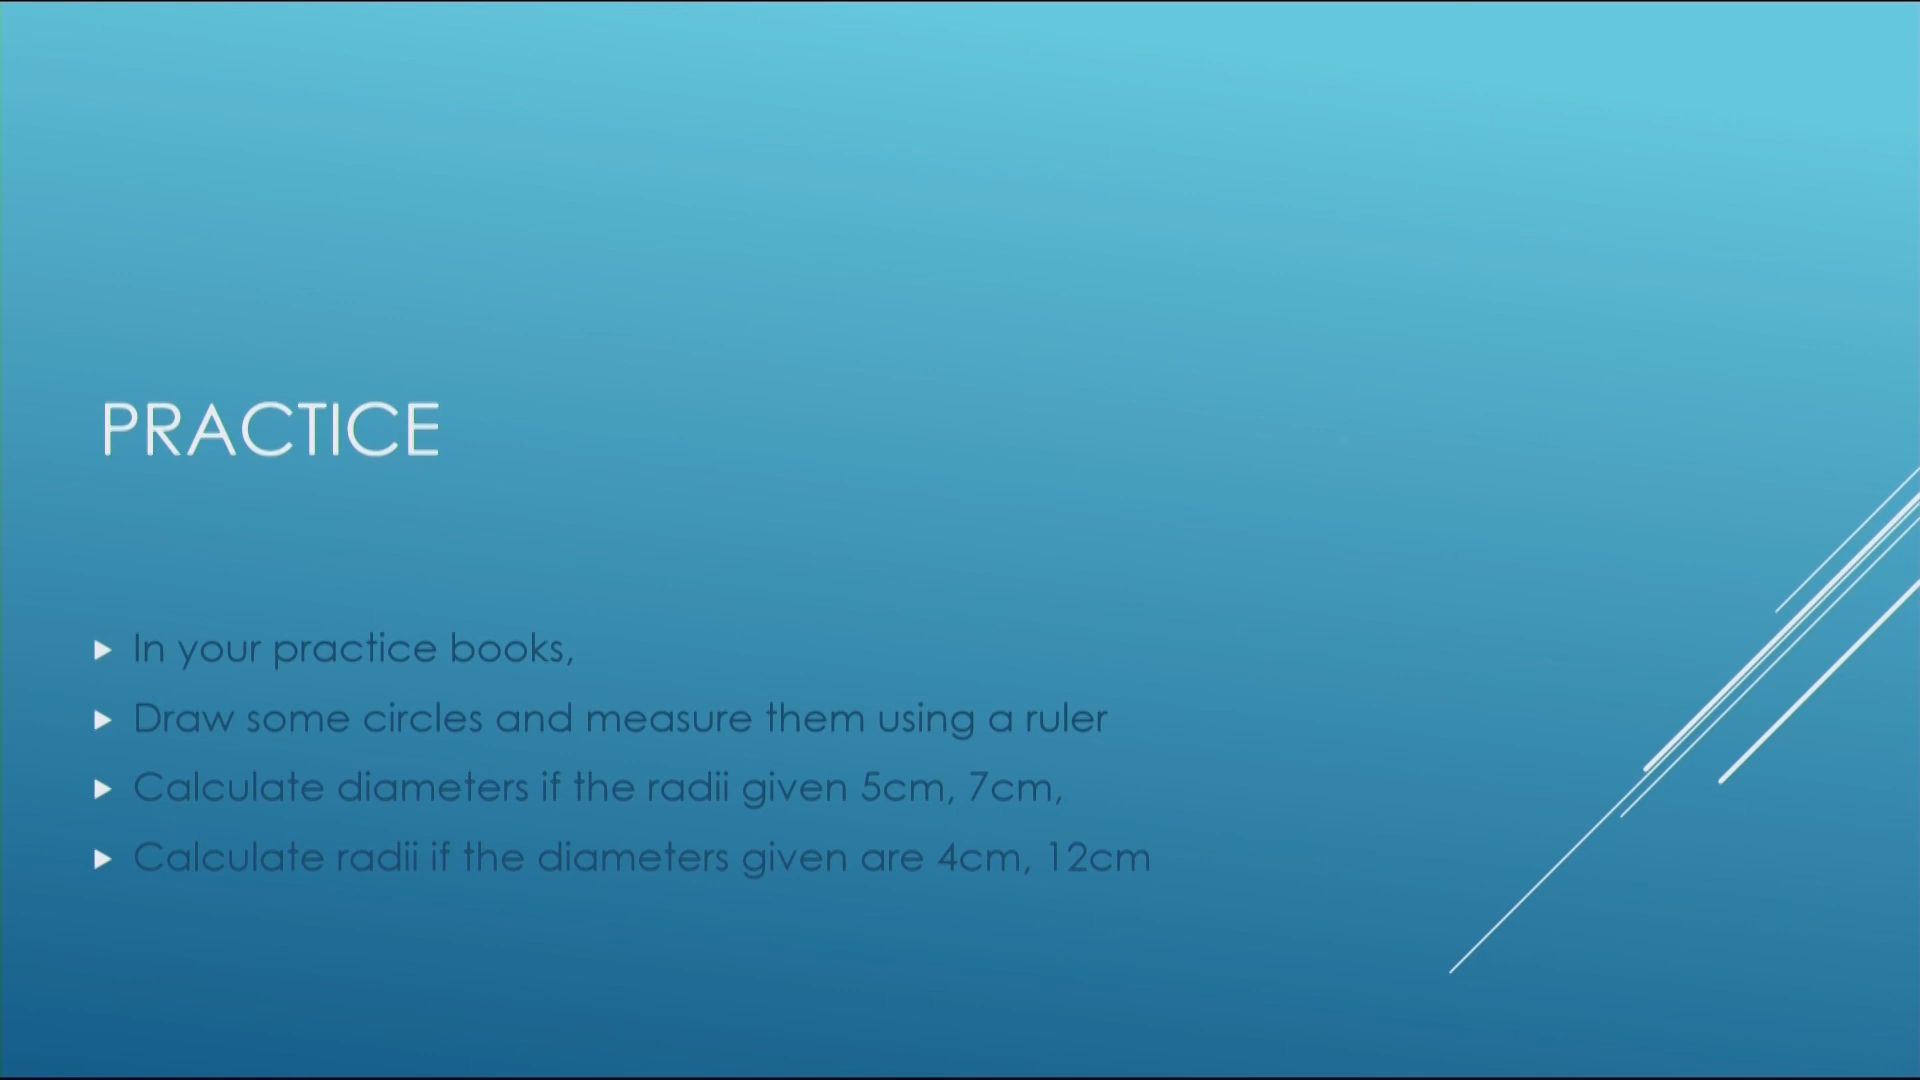 PRACTICE
In your practice books,
Draw some circles and measure them using a ruler
Calculate diameters if the radii given 5cm, 7cm,
Calculate radii if the diameters given are 4cm, 12cm